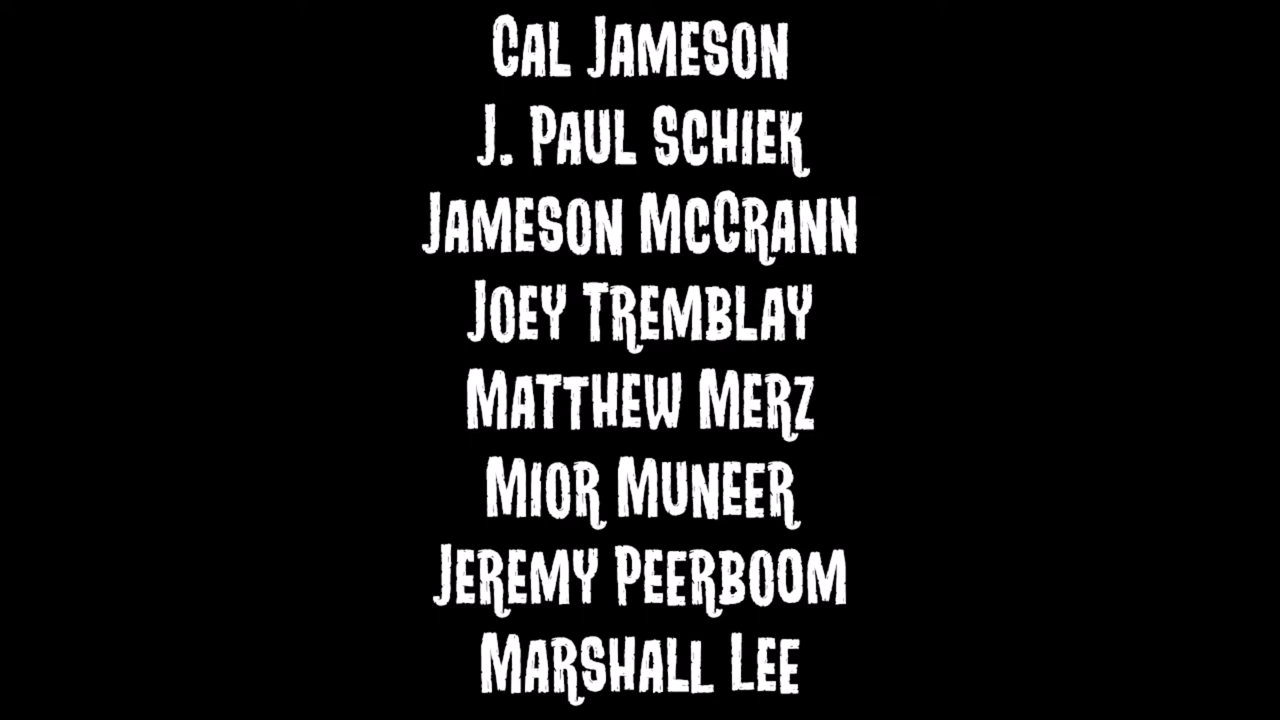 Cal Jameson
J. Paul Schiek
Jameson McCrann
Joey Tremblay
Matthew Merz
Mior Muneer
Jeremy Peerboom
Marshall Lee